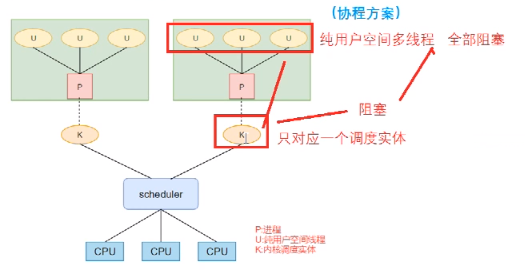 (协程方案)
U U U
U U U
纯用户空间多线程 全部阻塞
P
P
阻塞
K
K
只对应一个调度实体
scheduler
CPU CPU CPU
P:进程
U:纯用户空间线程
K:内核调度实体